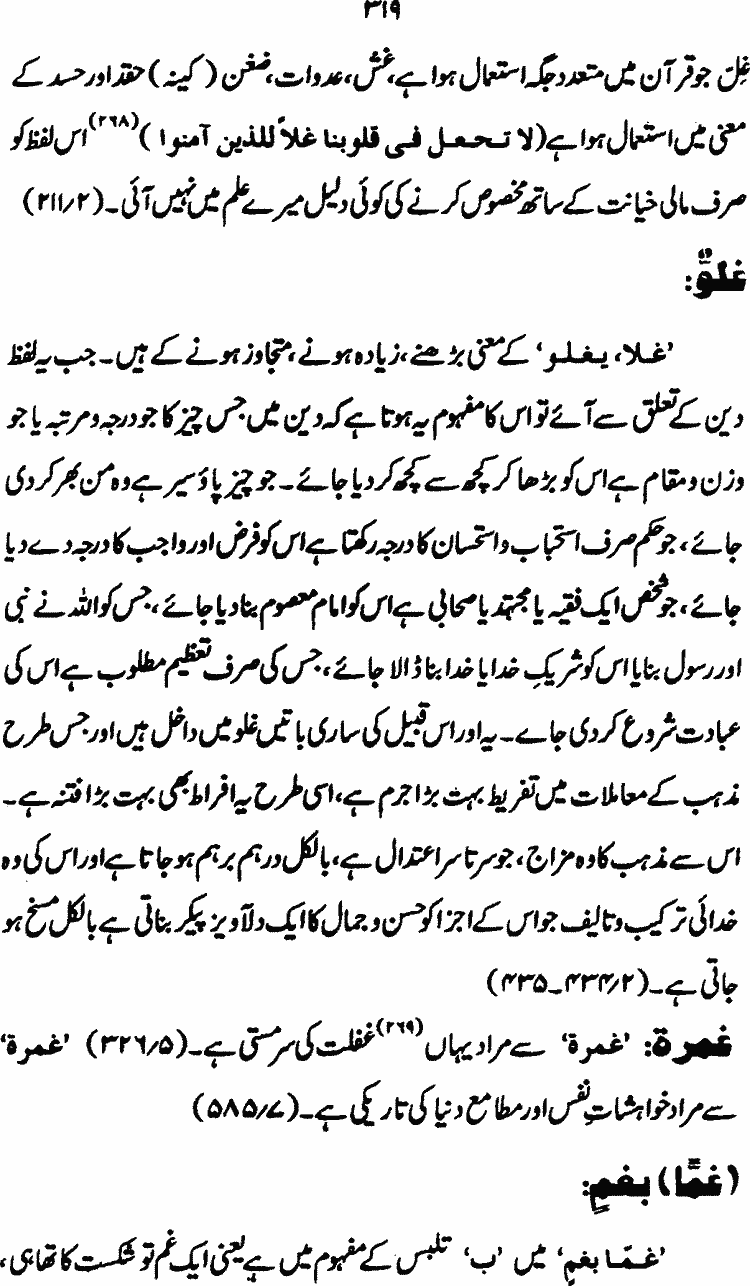 ۳۱۹
غِلّ جو قرآن میں متعدد جگہ استعمال ہوا ہے، غش، عدوات، ضغن (کینہ) حقد اور حسد کے
معنی میں استعمال ہوا ہے (لا تجعل فی قلوبنا غلاً للذین آمنوا)(۲۶۸) اس لفظ کو
صرف مالی خیانت کے ساتھ مخصوص کرنے کی کوئی دلیل میرے علم میں نہیں آئی۔ (۲/۲۱۱)
غلوٌّ:
’غلا، یغلو‘ کے معنی بڑھنے، زیادہ ہونے، متجاوز ہونے کے ہیں۔ جب یہ لفظ
دین کے تعلق سے آئے تو اس کا مفہوم یہ ہوتا ہے کہ دین میں جس چیز کا جو درجہ و مرتبہ یا جو
وزن و مقام ہے اس کو بڑھا کر کچھ سے کچھ کر دیا جائے۔ جو چیز پاؤ سیر ہے وہ من بھر کر دی
جائے، جو حکم صرف استحباب و استحسان کا درجہ رکھتا ہے اس کو فرض اور واجب کا درجہ دے دیا
جائے، جو شخص ایک فقیہ یا مجتہد یا صحابی ہے اس کو امام معصوم بنا دیا جائے، جس کو اللہ نے نبی
اور رسول بنایا اس کو شریکِ خدا یا خدا بنا ڈالا جائے، جس کی صرف تعظیم مطلوب ہے اس کی
عبادت شروع کر دی جاے۔ یہ اور اس قبیل کی ساری باتیں غلو میں داخل ہیں اور جس طرح
مذہب کے معاملات میں تفریط بہت بڑا جرم ہے، اسی طرح یہ افراط بھی بہت بڑا فتنہ ہے۔
اس سے مذہب کا وہ مزاج، جو سر تا سر اعتدال ہے، بالکل درہم برہم ہو جاتا ہے اور اس کی وہ
خدائی ترکیب و تالیف جو اس کے اجزا کو حسن و جمال کا ایک دلآویز پیکر بناتی ہے بالکل مسخ ہو
جاتی ہے۔ (۲/۴۳۴۔۴۳۵)
غمرة: ’غمرة‘ سے مراد یہاں(۲۶۹) غفلت کی سرمستی ہے۔ (۵/۳۲۶) ’غمرة‘
سے مراد خواہشاتِ نفس اور مطامع دنیا کی تاریکی ہے۔ (۷/۵۸۵)
(غمًّا) بغمٍ:
’غمّا بغمٍ‘ میں ’ب‘ تلبس کے مفہوم میں ہے یعنی ایک غم تو شکست کا تھا ہی،